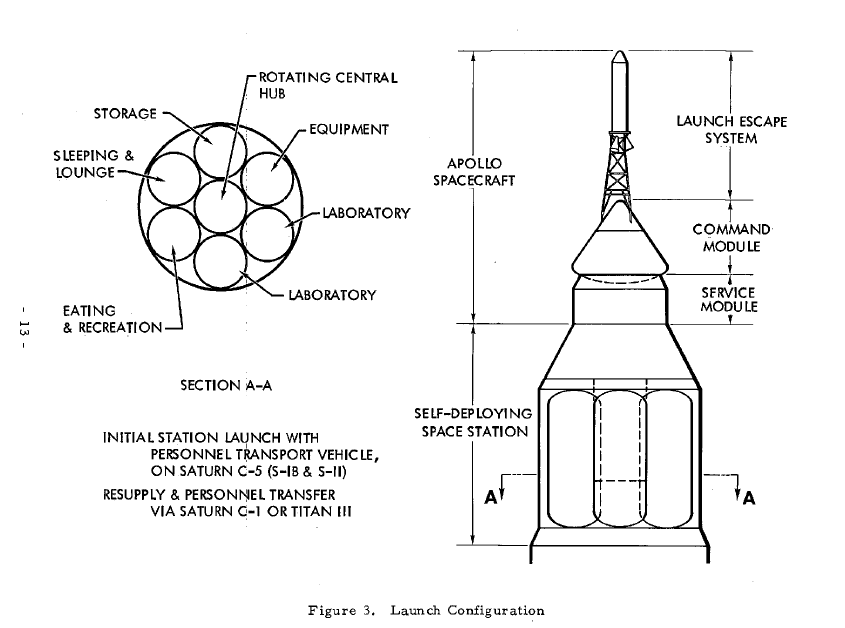 ROTATING CENTRAL
HUB
STORAGE
EQUIPMENT
SLEEPING &
LOUNGE
LABORATORY
LABORATORY
EATING
& RECREATION
- 13 -
SECTION A-A
INITIAL STATION LAUNCH WITH
PERSONNEL TRANSPORT VEHICLE,
ON SATURN C-5 (S-IB & S-II)
RESUPPLY & PERSONNEL TRANSFER
VIA SATURN C-1 OR TITAN III
LAUNCH ESCAPE
SYSTEM
APOLLO
SPACECRAFT
COMMAND
MODULE
SERVICE
MODULE
SELF-DEPLOYING
SPACE STATION
A
A
Figure 3. Launch Configuration